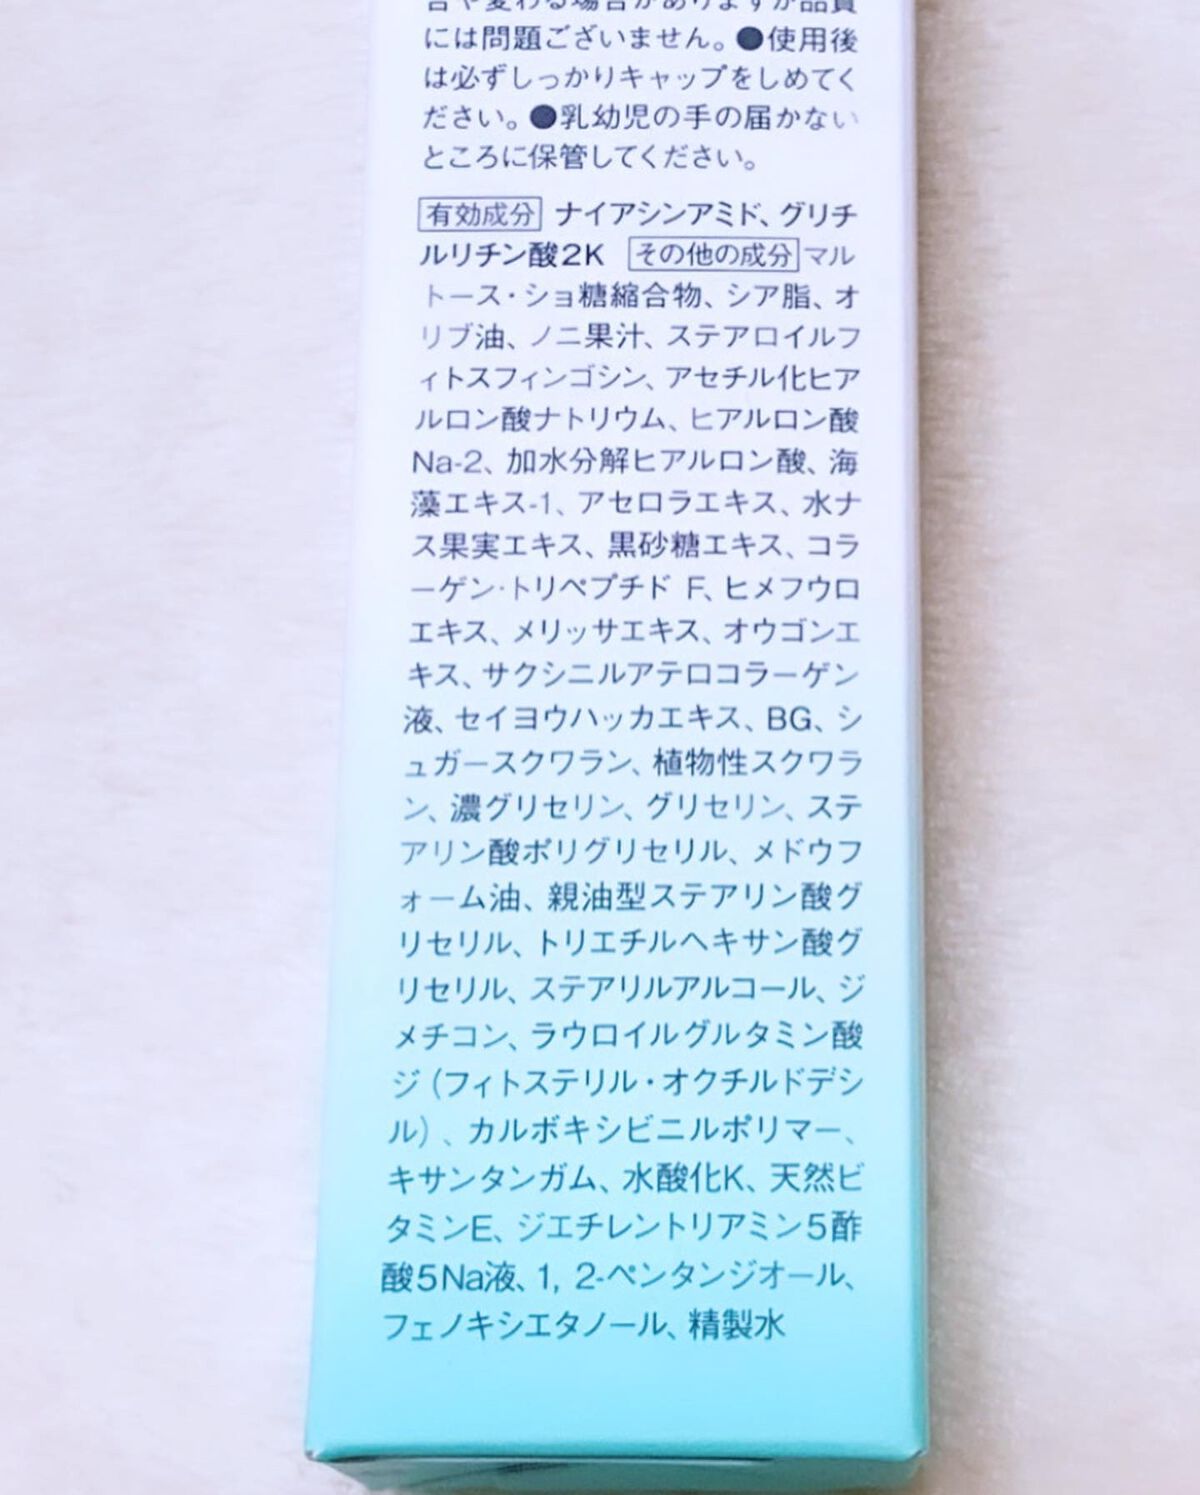 合や変わる場合がありますが品質
には問題ございません。●使用後
は必ずしっかりキャップをしめてく
ださい。●乳幼児の手の届かない
ところに保管してください。
有効成分 ナイアシンアミド、グリチ
ルリチン酸2K その他の成分 マル
トース・ショ糖縮合物、シア脂、オ
リブ油、ノニ果汁、ステアロイルフ
ィトスフィンゴシン、アセチル化ヒア
ルロン酸ナトリウム、ヒアルロン酸
Na-2、加水分解ヒアルロン酸、海
藻エキス-1、アセロラエキス、水ナ
ス果実エキス、黒砂糖エキス、コラ
ーゲン・トリペプチド F、ヒメフウロ
エキス、メリッサエキス、オウゴンエ
キス、サクシニルアテロコラーゲン
液、セイヨウハッカエキス、BG、シ
ュガースクワラン、植物性スクワラ
ン、濃グリセリン、グリセリン、ステ
アリン酸ポリグリセリル、メドウフ
ォーム油、親油型ステアリン酸グ
リセリル、トリエチルヘキサン酸グ
リセリル、ステアリルアルコール、ジ
メチコン、ラウロイルグルタミン酸
ジ（フィトステリル・オクチルドデシ
ル）、カルボキシビニルポリマー、
キサンタンガム、水酸化K、天然ビ
タミンE、ジエチレントリアミン5酢
酸5Na液、1, 2-ペンタンジオール、
フェノキシエタノール、精製水